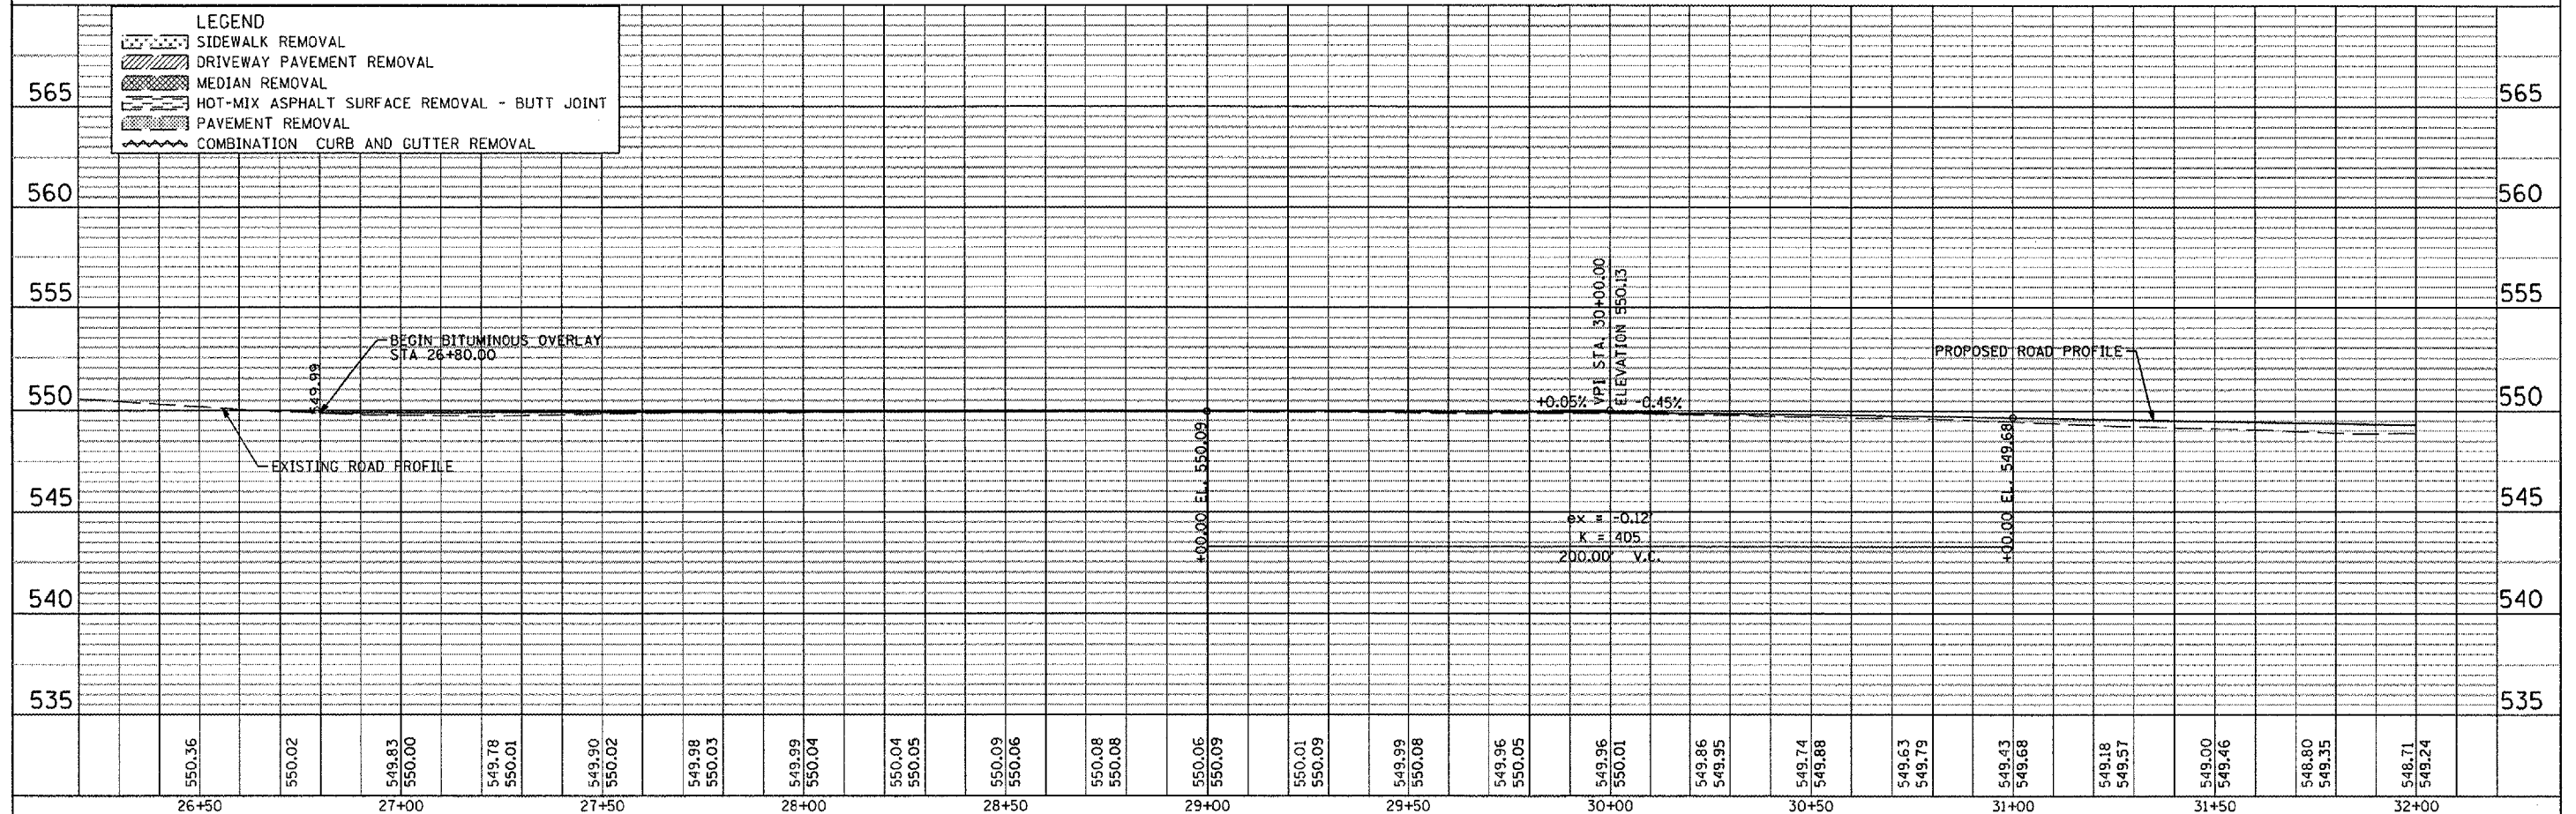 LEGEND
SIDEWALK REMOVAL
DRIVEWAY PAVEMENT REMOVAL
MEDIAN REMOVAL
HOT-MIX ASPHALT SURFACE REMOVAL - BUTT JOINT
PAVEMENT REMOVAL
COMBINATION CURB AND GUTTER REMOVAL
565 565
560 560
555 555
VPI STA. 30+00.00
ELEVATION 550.13
BEGIN BITUMINOUS OVERLAY
STA 26+80.00
549.99
PROPOSED ROAD PROFILE
550 550
+0.05% -0.45%
EXISTING ROAD PROFILE
+00.00 EL. 550.09
+00.00 EL. 549.68
545 545
ex = -0.12'
K = 405
200.00' V.C.
540 540
535 535
550.36
550.02
549.83 550.00
549.78 550.01
549.90 550.02
549.98 550.03
549.99 550.04
550.04 550.05
550.09 550.06
550.08 550.08
550.06 550.09
550.01 550.09
549.99 550.08
549.96 550.05
549.96 550.01
549.86 549.95
549.74 549.88
549.63 549.79
549.43 549.68
549.18 549.57
549.00 549.46
548.80 549.35
548.71 549.24
26+50 27+00 27+50 28+00 28+50 29+00 29+50 30+00 30+50 31+00 31+50 32+00